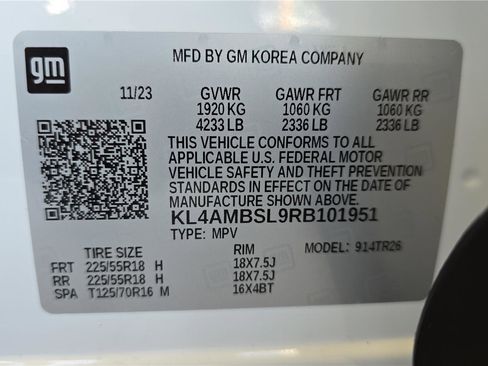 gm
MFD BY GM KOREA COMPANY
11/23 GVWR GAWR FRT GAWR RR
1920 KG 1060 KG 1060 KG
4233 LB 2336 LB 2336 LB
THIS VEHICLE CONFORMS TO ALL
APPLICABLE U.S. FEDERAL MOTOR
VEHICLE SAFETY AND THEFT PREVENTION
STANDARDS IN EFFECT ON THE DATE OF
MANUFACTURE SHOWN ABOVE.
KL4AMBSL9RB101951
TYPE: MPV MODEL: 914TR26
TIRE SIZE RIM
FRT 225/55R18 H 18X7.5J
RR 225/55R18 H 18X7.5J
SPA T125/70R16 M 16X4BT